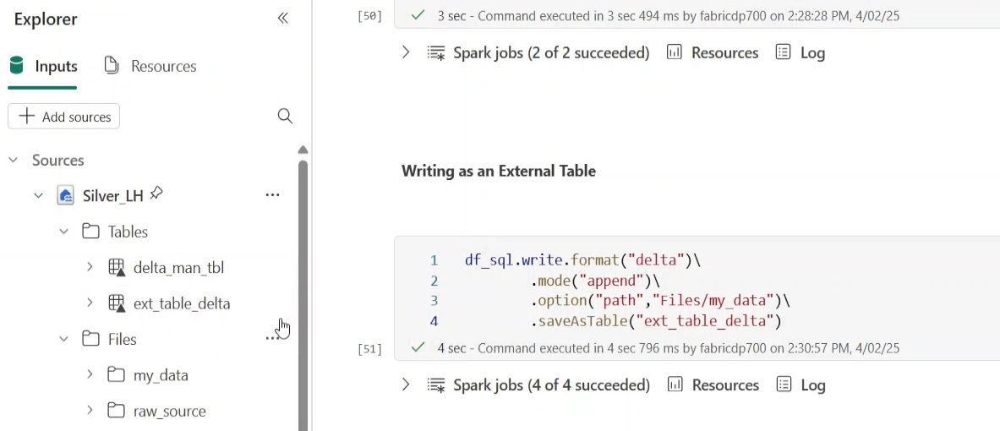 Explorer
Inputs
Resources
Add sources
Sources
Silver_LH
Tables
delta_man_tbl
ext_table_delta
Files
my_data
raw_source
[50]
3 sec - Command executed in 3 sec 494 ms by fabricdp700 on 2:28:28 PM, 4/02/25
Spark jobs (2 of 2 succeeded) Resources Log
Writing as an External Table
1 df_sql.write.format("delta")\
2 .mode("append")\
3 .option("path","Files/my_data")\
4 .saveAsTable("ext_table_delta")
[51]
4 sec - Command executed in 4 sec 796 ms by fabricdp700 on 2:30:57 PM, 4/02/25
Spark jobs (4 of 4 succeeded) Resources Log